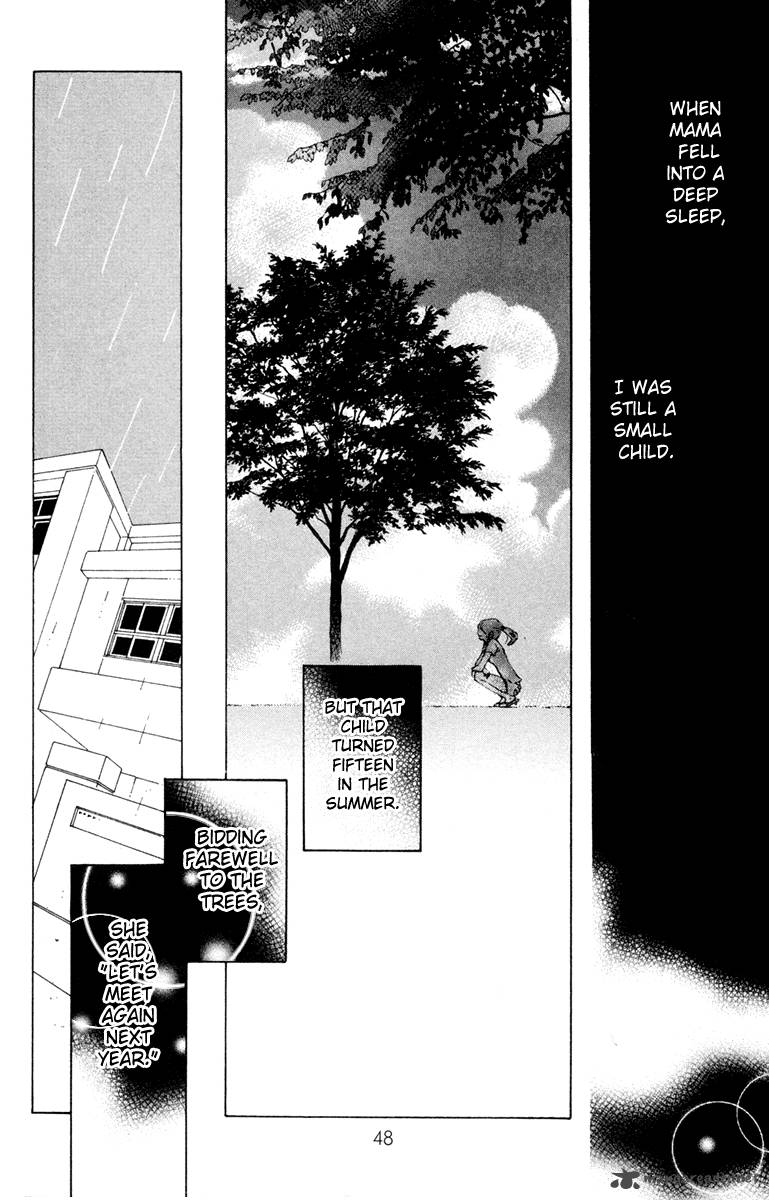 WHEN
MAMA
FELL
INTO A
DEEP
SLEEP,
I WAS
STILL A
SMALL
CHILD.
BUT THAT
CHILD
TURNED
FIFTEEN
IN THE
SUMMER.
BIDDING
FAREWELL
TO THE
TREES,
SHE
SAID,
"LET'S
MEET
AGAIN
NEXT
YEAR."
48